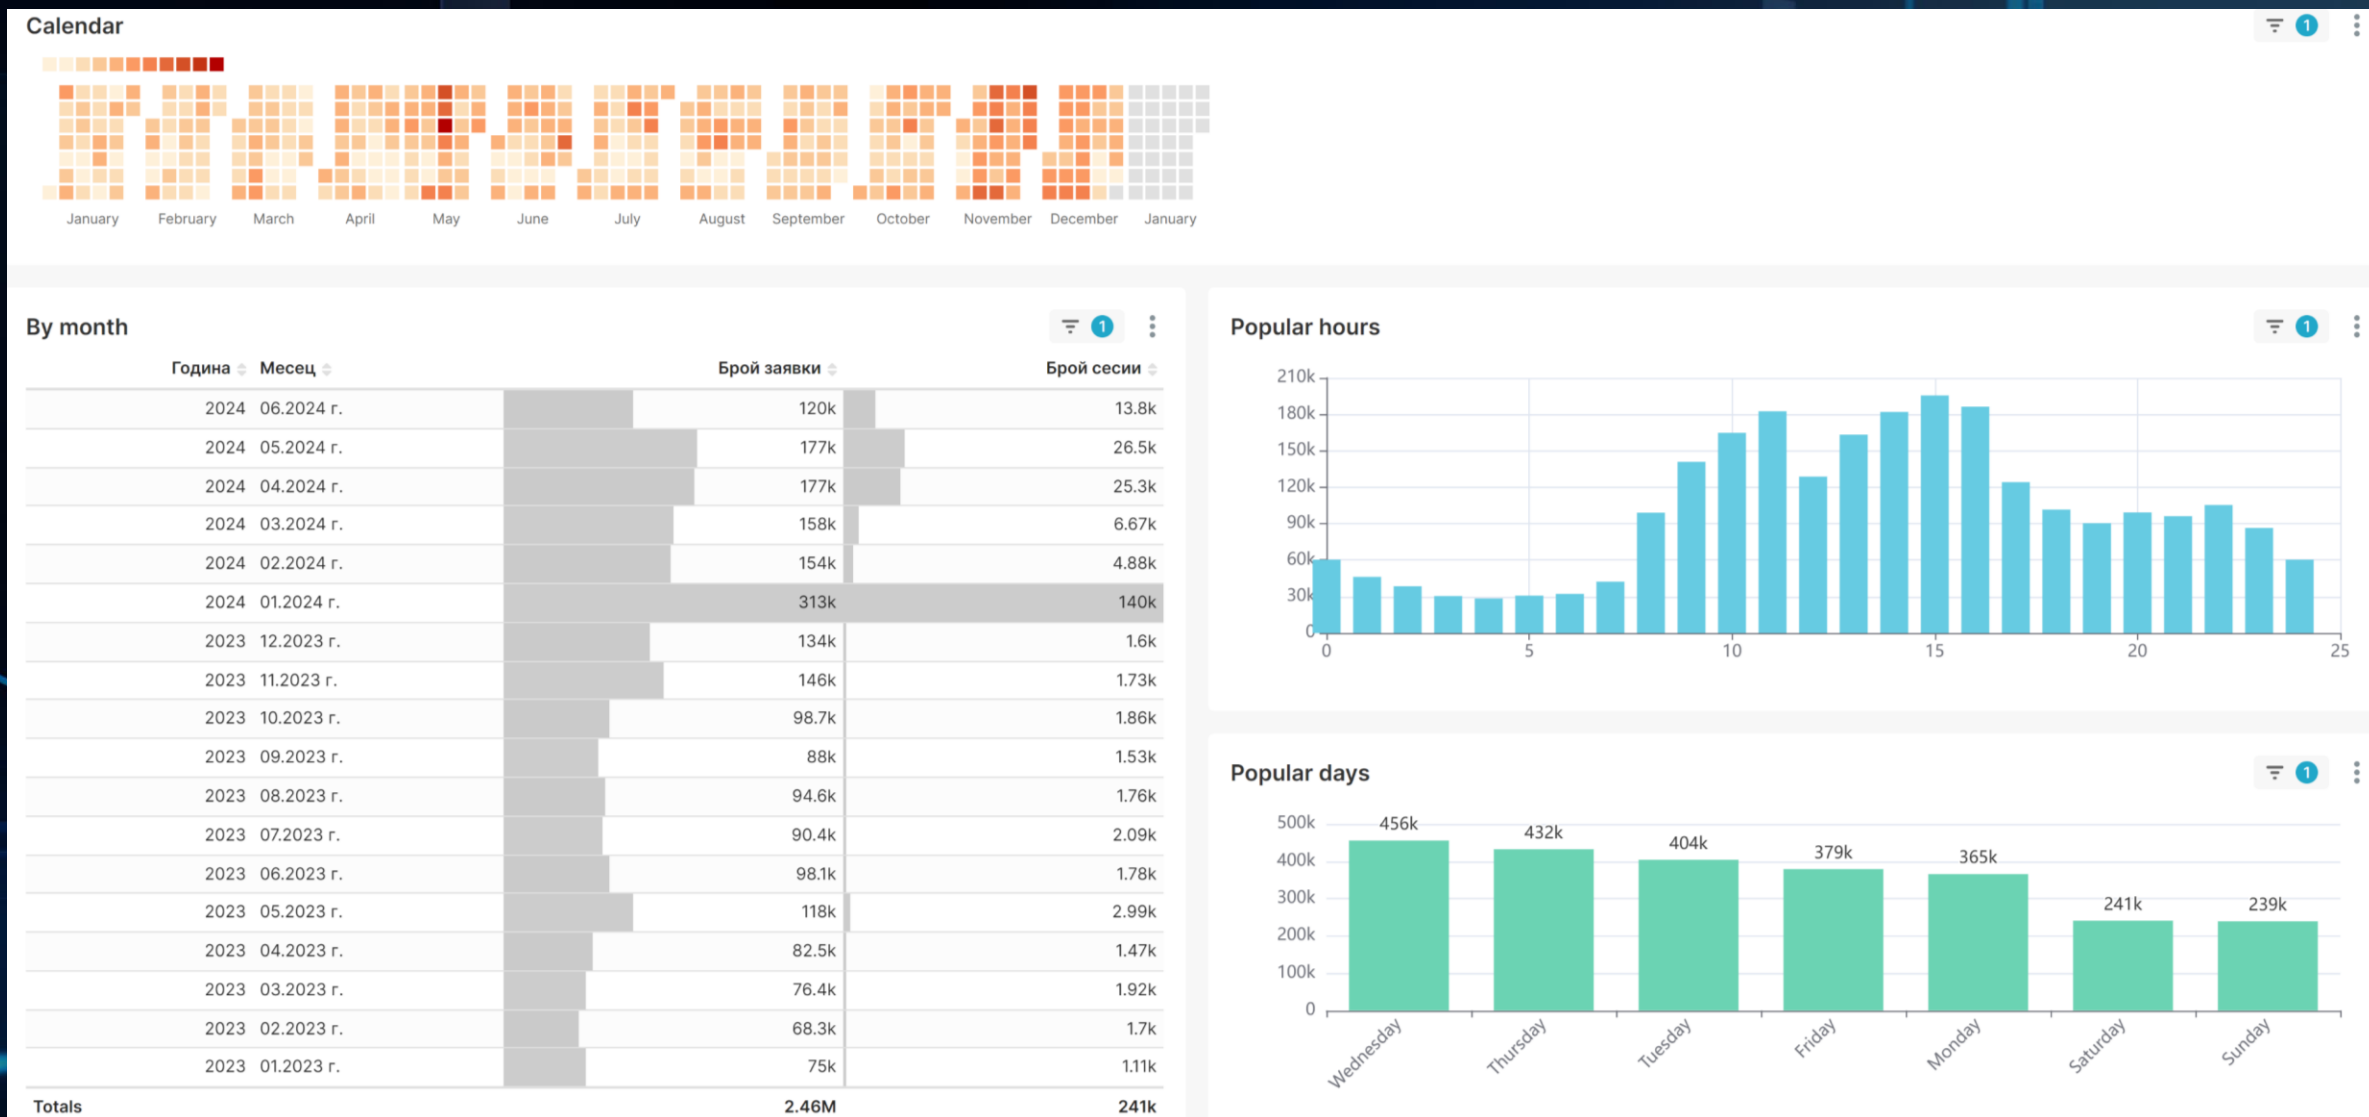 Calendar
1
January February March April May June July August September October November December January
By month
1
Година Месец Брой заявки Брой сесии
2024 06.2024 г. 120k 13.8k
2024 05.2024 г. 177k 26.5k
2024 04.2024 г. 177k 25.3k
2024 03.2024 г. 158k 6.67k
2024 02.2024 г. 154k 4.88k
2024 01.2024 г. 313k 140k
2023 12.2023 г. 134k 1.6k
2023 11.2023 г. 146k 1.73k
2023 10.2023 г. 98.7k 1.86k
2023 09.2023 г. 88k 1.53k
2023 08.2023 г. 94.6k 1.76k
2023 07.2023 г. 90.4k 2.09k
2023 06.2023 г. 98.1k 1.78k
2023 05.2023 г. 118k 2.99k
2023 04.2023 г. 82.5k 1.47k
2023 03.2023 г. 76.4k 1.92k
2023 02.2023 г. 68.3k 1.7k
2023 01.2023 г. 75k 1.11k
Totals 2.46M 241k
Popular hours
1
210k
180k
150k
120k
90k
60k
30k
0
0 5 10 15 20 25
Popular days
1
500k
400k
300k
200k
100k
0
456k 432k 404k 379k 365k 241k 239k
Wednesday Thursday Tuesday Friday Monday Saturday Sunday